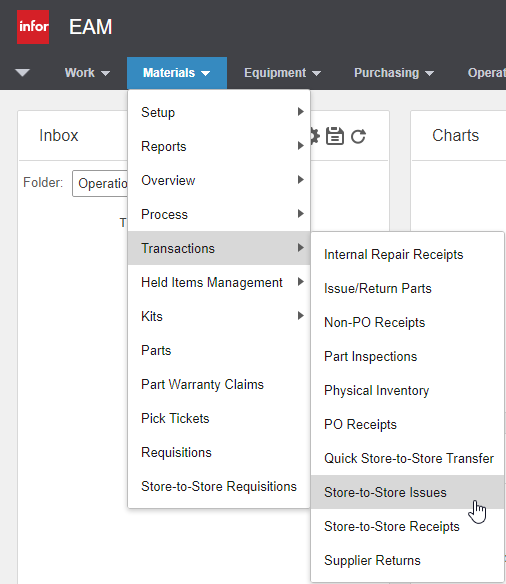 infor EAM
Work Materials Equipment Purchasing Operat
Inbox
Charts
Folder: Operatio
T
Setup
Reports
Overview
Process
Transactions
Held Items Management
Kits
Parts
Part Warranty Claims
Pick Tickets
Requisitions
Store-to-Store Requisitions
Internal Repair Receipts
Issue/Return Parts
Non-PO Receipts
Part Inspections
Physical Inventory
PO Receipts
Quick Store-to-Store Transfer
Store-to-Store Issues
Store-to-Store Receipts
Supplier Returns